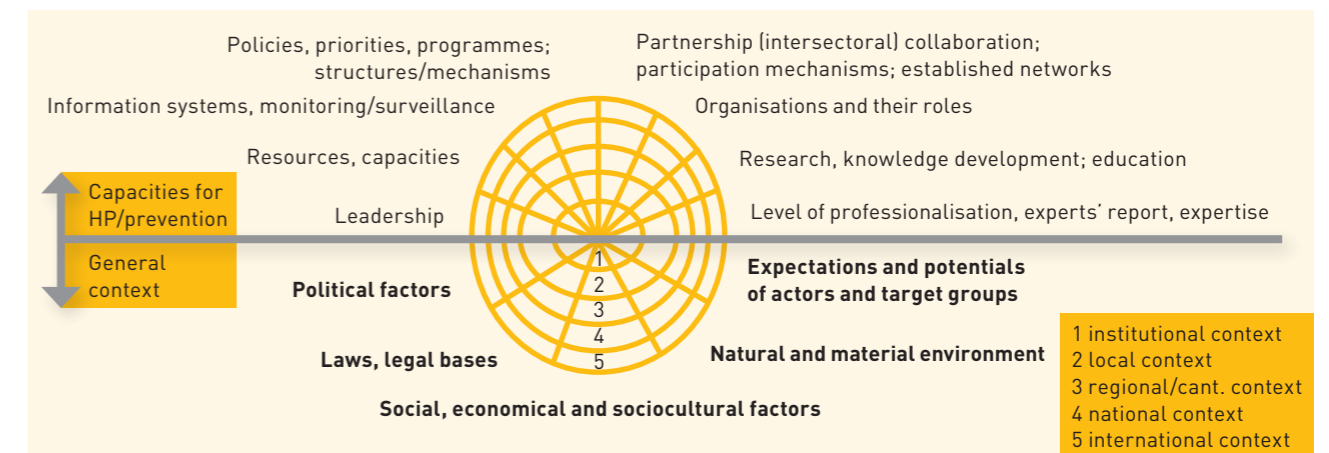 Policies, priorities, programmes;
structures/mechanisms
Partnership (intersectoral) collaboration;
participation mechanisms; established networks
Information systems, monitoring/surveillance
Organisations and their roles
Resources, capacities
Research, knowledge development; education
Capacities for
HP/prevention
Leadership
Level of professionalisation, experts’ report, expertise
General
context
Political factors
Expectations and potentials
of actors and target groups
Laws, legal bases
Natural and material environment
Social, economical and sociocultural factors
1
2
3
4
5
1 institutional context
2 local context
3 regional/cant. context
4 national context
5 international context